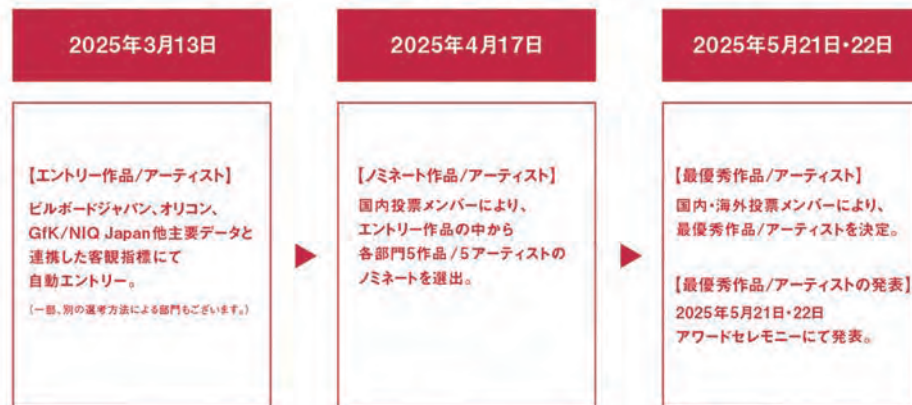 2025年3月13日
【エントリー作品/アーティスト】
ビルボードジャパン、オリコン、
GfK/NIQ Japan他主要データと
連携した客観指標にて
自動エントリー。
(一部、別の選考方法による部門もございます。)
2025年4月17日
【ノミネート作品/アーティスト】
国内投票メンバーにより、
エントリー作品の中から
各部門5作品/5アーティストの
ノミネートを選出。
2025年5月21日・22日
【最優秀作品/アーティスト】
国内・海外投票メンバーにより、
最優秀作品/アーティストを決定。
【最優秀作品/アーティストの発表】
2025年5月21日・22日
アワードセレモニーにて発表。